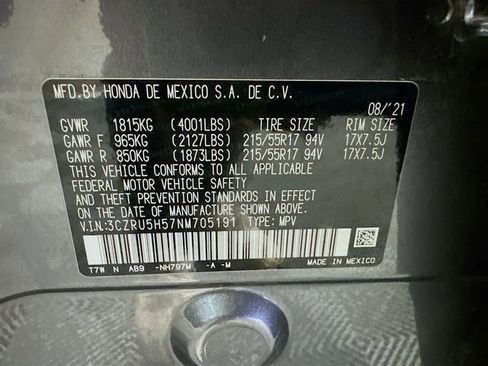 MFD.BY HONDA DE MEXICO S.A. DE C.V.
08/'21
GVWR 1815KG (4001LBS) TIRE SIZE RIM SIZE
GAWR F 965KG (2127LBS) 215/55R17 94V 17X7.5J
GAWR R 850KG (1873LBS) 215/55R17 94V 17X7.5J
THIS VEHICLE CONFORMS TO ALL APPLICABLE
FEDERAL MOTOR VEHICLE SAFETY
AND THEFT PREVENTION STANDARDS IN EFFECT
ON THE DATE OF MANUFACTURE SHOWN ABOVE.
V.I.N:3CZRU5H57NM705191 TYPE: MPV
T7W N AB9 -NH797M -A -M MADE IN MEXICO